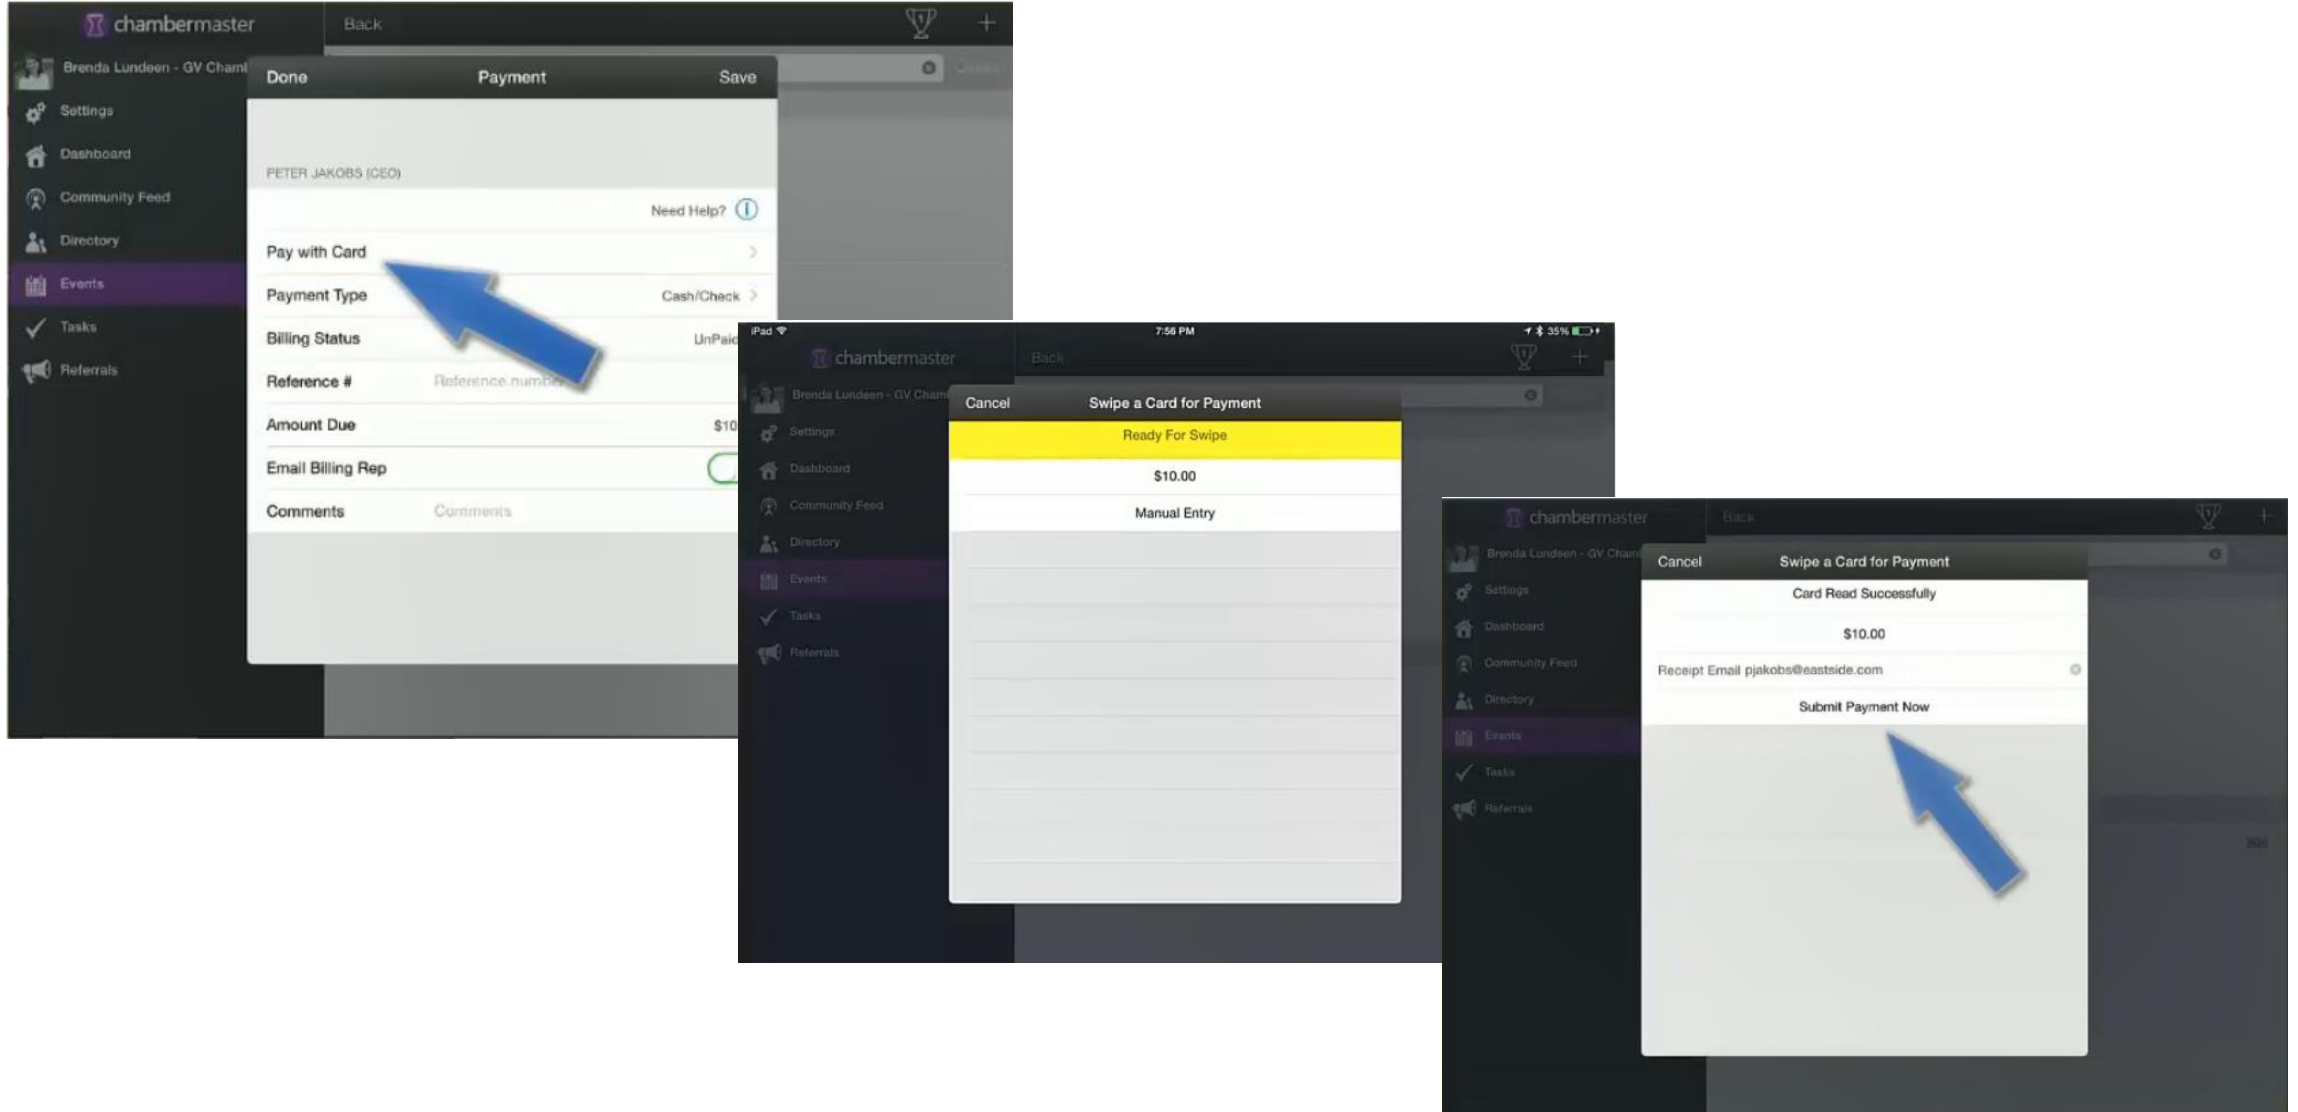 chambermaster Back
Brenda Lundeen - GV Chaml
Settings
Dashboard
Community Feed
Directory
Events
Tasks
Referrals
Done Payment Save
PETER JAKOBS (CEO)
Need Help?
Pay with Card
Payment Type Cash/Check
Billing Status UnPaid
Reference # Reference number
Amount Due $10
Email Billing Rep
Comments Comments
iPad 7:56 PM 35%
chambermaster Back
Brenda Lundeen - GV Cham
Settings
Dashboard
Community Feed
Directory
Events
Tasks
Referrals
Cancel Swipe a Card for Payment
Ready For Swipe
$10.00
Manual Entry
chambermaster Back
Brenda Lundeen - GV Cham
Settings
Dashboard
Community Feed
Directory
Events
Tasks
Referrals
Cancel Swipe a Card for Payment
Card Read Successfully
$10.00
Receipt Email pjakobs@eastside.com
Submit Payment Now